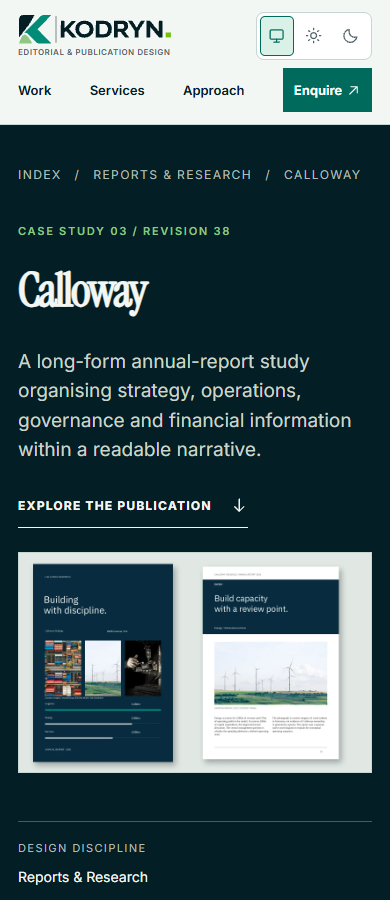 KODRYN.
EDITORIAL & PUBLICATION DESIGN
Work Services Approach Enquire
INDEX / REPORTS & RESEARCH / CALLOWAY
CASE STUDY 03 / REVISION 38
Calloway
A long-form annual-report study
organising strategy, operations,
governance and financial information
within a readable narrative.
EXPLORE THE PUBLICATION
Building
with discipline.
Build capacity
with a review point.
DESIGN DISCIPLINE
Reports & Research